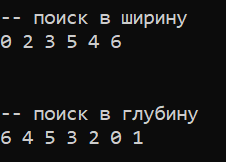 -- поиск в ширину
0 2 3 5 4 6
-- поиск в глубину
6 4 5 3 2 0 1